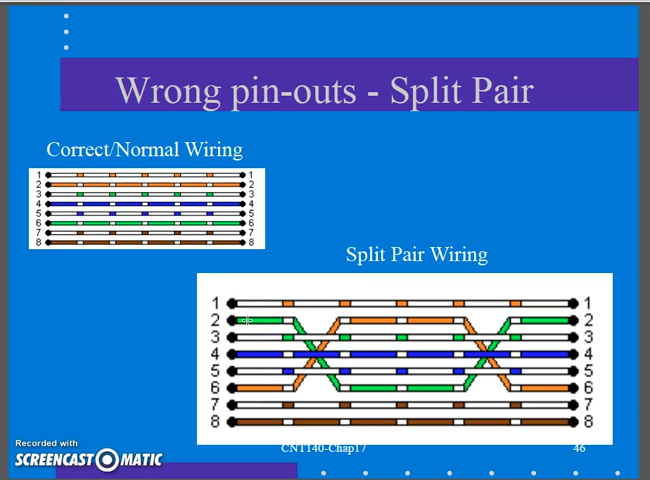 Wrong pin-outs - Split Pair
Correct/Normal Wiring
1 1
2 2
3 3
4 4
5 5
6 6
7 7
8 8
Split Pair Wiring
1 1
2 2
3 3
4 4
5 5
6 6
7 7
8 8
CNT140-Chap17 46
Recorded with
SCREENCAST MATIC